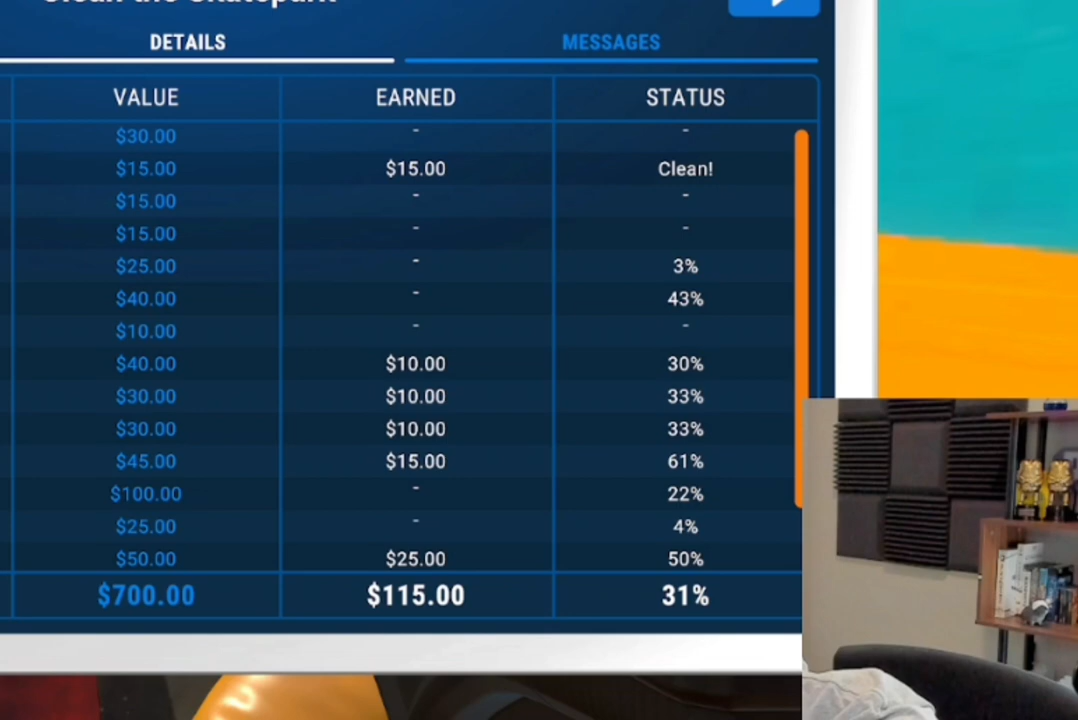 DETAILS MESSAGES
VALUE EARNED STATUS
$30.00 - -
$15.00 $15.00 Clean!
$15.00 - -
$15.00 - -
$25.00 - 3%
$40.00 - 43%
$10.00 - -
$40.00 $10.00 30%
$30.00 $10.00 33%
$30.00 $10.00 33%
$45.00 $15.00 61%
$100.00 - 22%
$25.00 - 4%
$50.00 $25.00 50%
$700.00 $115.00 31%